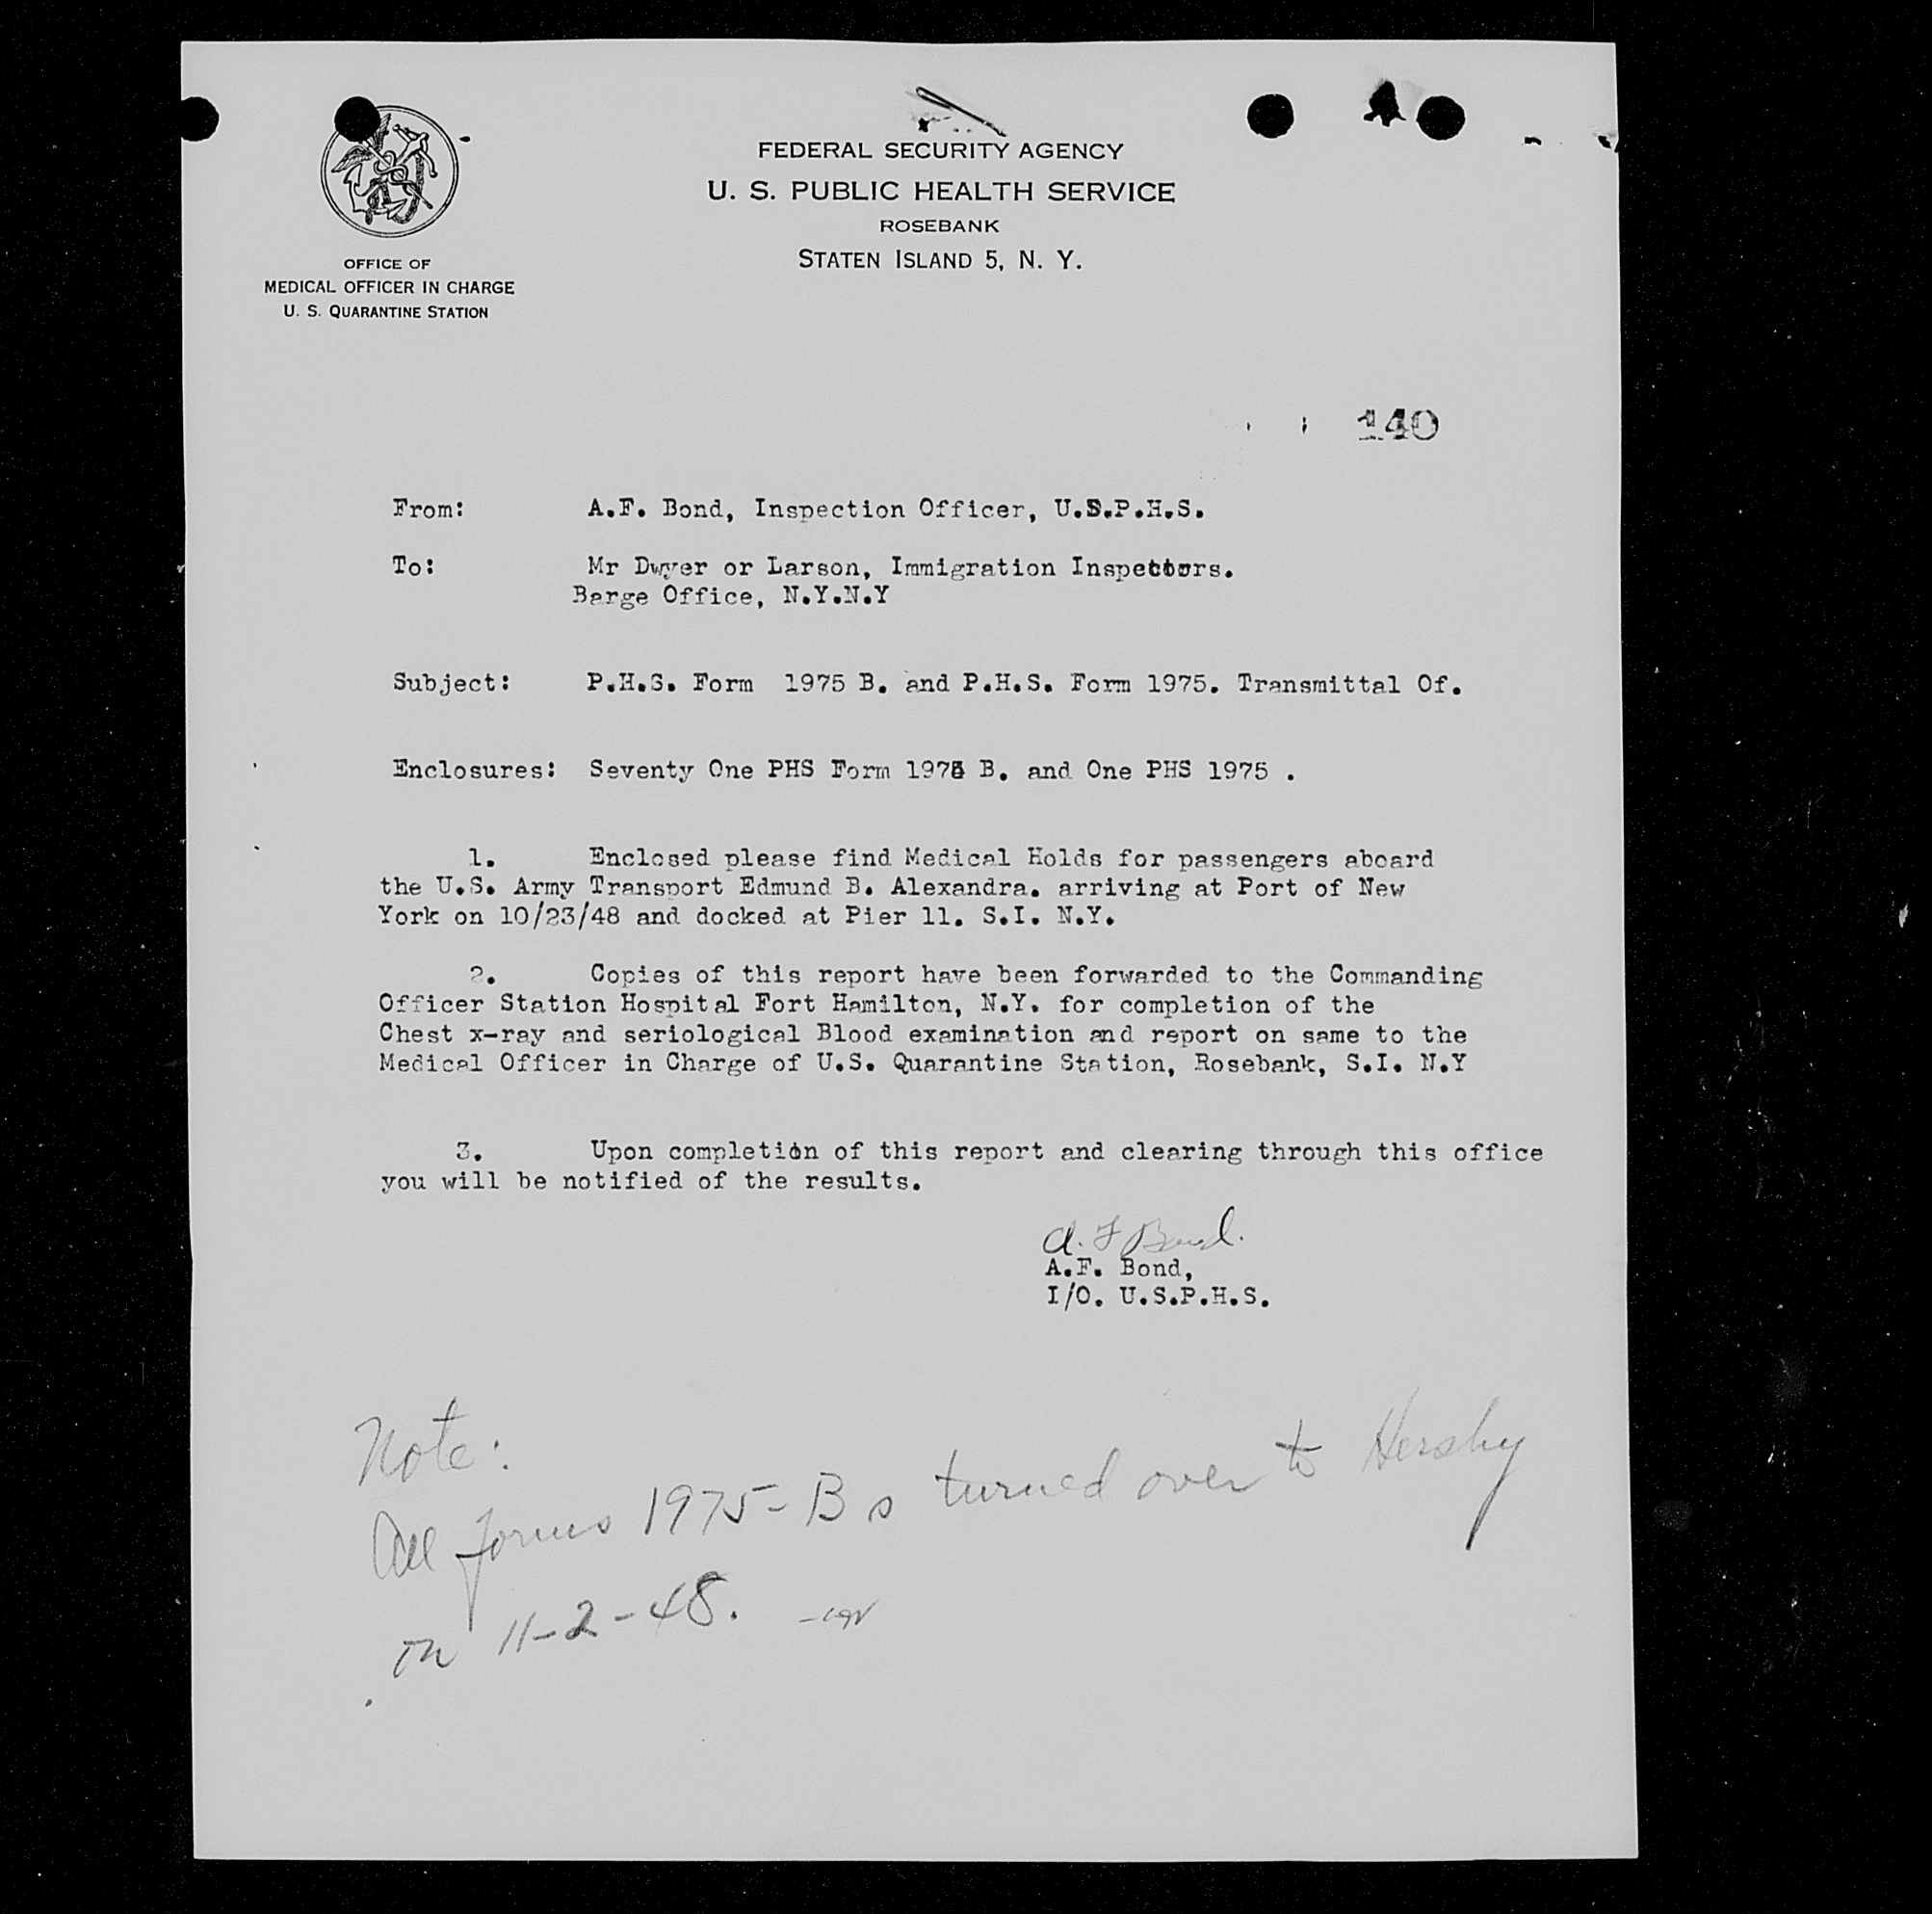 FEDERAL SECURITY AGENCY
U. S. PUBLIC HEALTH SERVICE
ROSEBANK
STATEN ISLAND 5, N. Y.
OFFICE OF
MEDICAL OFFICER IN CHARGE
U. S. QUARANTINE STATION
140
From: A.F. Bond, Inspection Officer, U.S.P.H.S.
To: Mr Dwyer or Larson, Immigration Inspectors.
Barge Office, N.Y.N.Y
Subject: P.H.S. Form 1975 B. and P.H.S. Form 1975. Transmittal Of.
Enclosures: Seventy One PHS Form 1975 B. and One PHS 1975 .
1. Enclosed please find Medical Holds for passengers aboard
the U.S. Army Transport Edmund B. Alexandra. arriving at Port of New
York on 10/23/48 and docked at Pier 11. S.I. N.Y.
2. Copies of this report have been forwarded to the Commanding
Officer Station Hospital Fort Hamilton, N.Y. for completion of the
Chest x-ray and seriological Blood examination and report on same to the
Medical Officer in Charge of U.S. Quarantine Station, Rosebank, S.I. N.Y
3. Upon completion of this report and clearing through this office
you will be notified of the results.
A. F Bond.
A.F. Bond,
I/O. U.S.P.H.S.
Note:
All forms 1975-Bs turned over to Hershy
on 11-2-48.